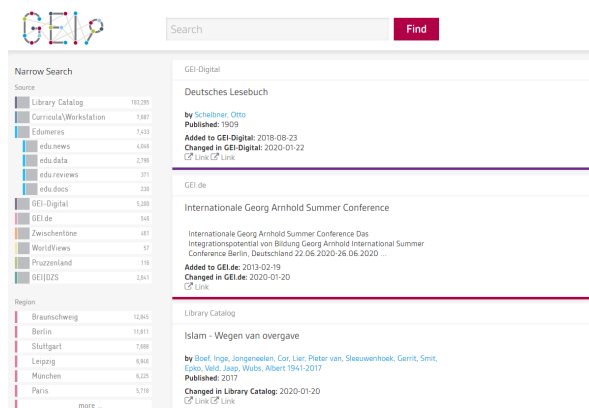 GEI?
Search
Find
Narrow Search
Source
Library Catalog 183,295
Curricula\Workstation 7,887
Edumeres 7,433
edu.news 4,048
edu.data 2,798
edu.reviews 371
edu.docs 230
GEI-Digital 5,200
GEI.de 548
Zwischentöne 481
WorldViews 57
Pruzzenland 116
GEI|DZS 2,841
Region
Braunschweig 12,845
Berlin 11,811
Stuttgart 7,888
Leipzig 6,946
München 6,225
Paris 5,716
more ...
GEI-Digital
Deutsches Lesebuch
by Scheibner, Otto
Published: 1909
Added to GEI-Digital: 2018-08-23
Changed in GEI-Digital: 2020-01-22
Link Link
GEI.de
Internationale Georg Arnhold Summer Conference
Internationale Georg Arnhold Summer Conference Das
Integrationspotential von Bildung Georg Arnhold International Summer
Conference Berlin, Deutschland 22.06.2020-26.06.2020 ...
Added to GEI.de: 2013-02-19
Changed in GEI.de: 2020-01-20
Link
Library Catalog
Islam - Wegen van overgave
by Boef, Inge, Jongeneelen, Cor, Lier, Pieter van, Sleeuwenhoek, Gerrit, Smit,
Epko, Veld, Jaap, Wubs, Albert 1941-2017
Published: 2017
Changed in Library Catalog: 2020-01-20
Link Link